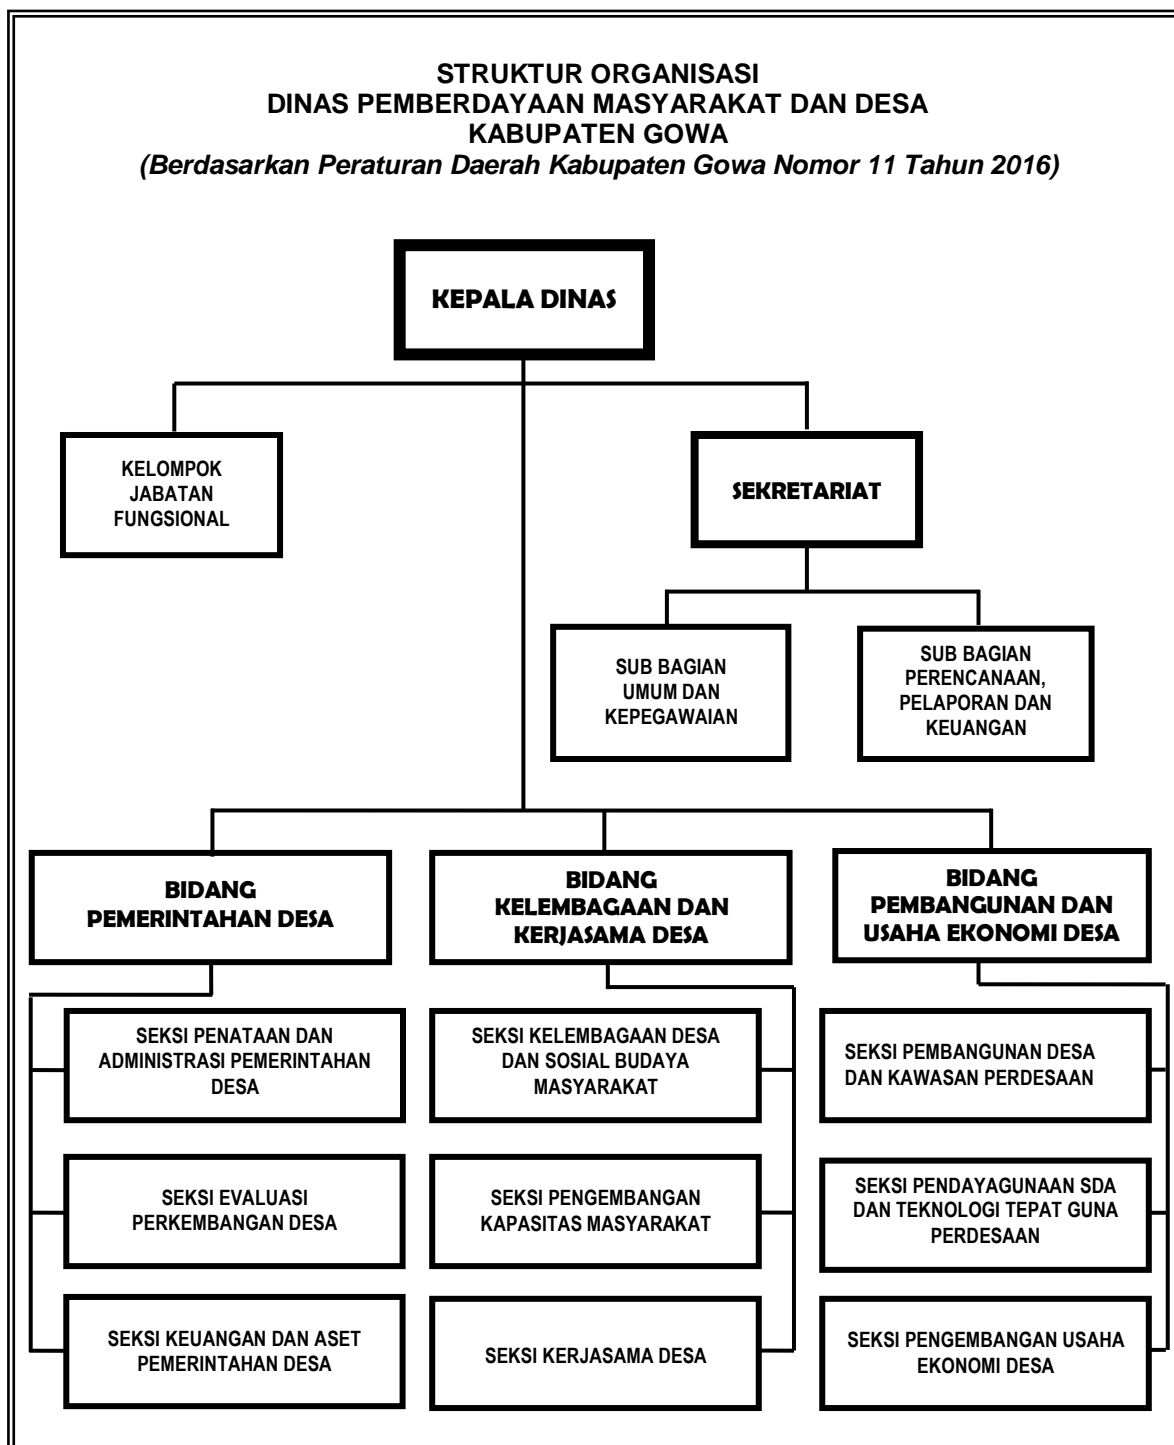 STRUKTUR ORGANISASI
DINAS PEMBERDAYAAN MASYARAKAT DAN DESA
KABUPATEN GOWA
(Berdasarkan Peraturan Daerah Kabupaten Gowa Nomor 11 Tahun 2016)
KEPALA DINAS
KELOMPOK
JABATAN
FUNGSIONAL
SEKRETARIAT
SUB BAGIAN
UMUM DAN
KEPEGAWAIAN
SUB BAGIAN
PERENCANAAN,
PELAPORAN DAN
KEUANGAN
BIDANG
PEMERINTAHAN DESA
BIDANG
KELEMBAGAAN DAN
KERJASAMA DESA
BIDANG
PEMBANGUNAN DAN
USAHA EKONOMI DESA
SEKSI PENATAAN DAN
ADMINISTRASI PEMERINTAHAN
DESA
SEKSI KELEMBAGAAN DESA
DAN SOSIAL BUDAYA
MASYARAKAT
SEKSI PEMBANGUNAN DESA
DAN KAWASAN PERDESAAN
SEKSI EVALUASI
PERKEMBANGAN DESA
SEKSI PENGEMBANGAN
KAPASITAS MASYARAKAT
SEKSI PENDAYAGUNAAN SDA
DAN TEKNOLOGI TEPAT GUNA
PERDESAAN
SEKSI KEUANGAN DAN ASET
PEMERINTAHAN DESA
SEKSI KERJASAMA DESA
SEKSI PENGEMBANGAN USAHA
EKONOMI DESA